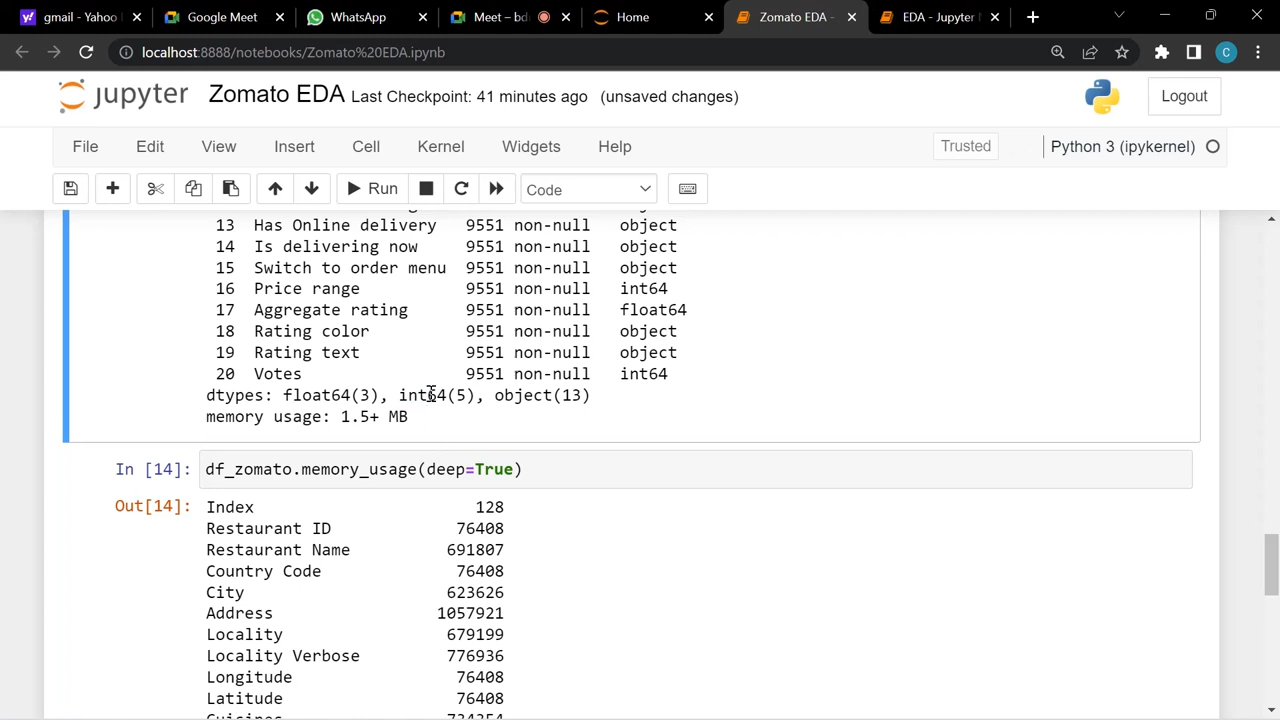 gmail - Yahoo
Google Meet
WhatsApp
Meet – bd
Home
Zomato EDA -
EDA - Jupyter
localhost:8888/notebooks/Zomato%20EDA.ipynb
C
jupyter Zomato EDA Last Checkpoint: 41 minutes ago (unsaved changes)
Logout
File Edit View Insert Cell Kernel Widgets Help
Trusted
Python 3 (ipykernel)
Run
Code
13 Has Online delivery 9551 non-null object
14 Is delivering now 9551 non-null object
15 Switch to order menu 9551 non-null object
16 Price range 9551 non-null int64
17 Aggregate rating 9551 non-null float64
18 Rating color 9551 non-null object
19 Rating text 9551 non-null object
20 Votes 9551 non-null int64
dtypes: float64(3), int64(5), object(13)
memory usage: 1.5+ MB
In [14]: df_zomato.memory_usage(deep=True)
Out[14]: Index 128
Restaurant ID 76408
Restaurant Name 691807
Country Code 76408
City 623626
Address 1057921
Locality 679199
Locality Verbose 776936
Longitude 76408
Latitude 76408
Cuisines 734354